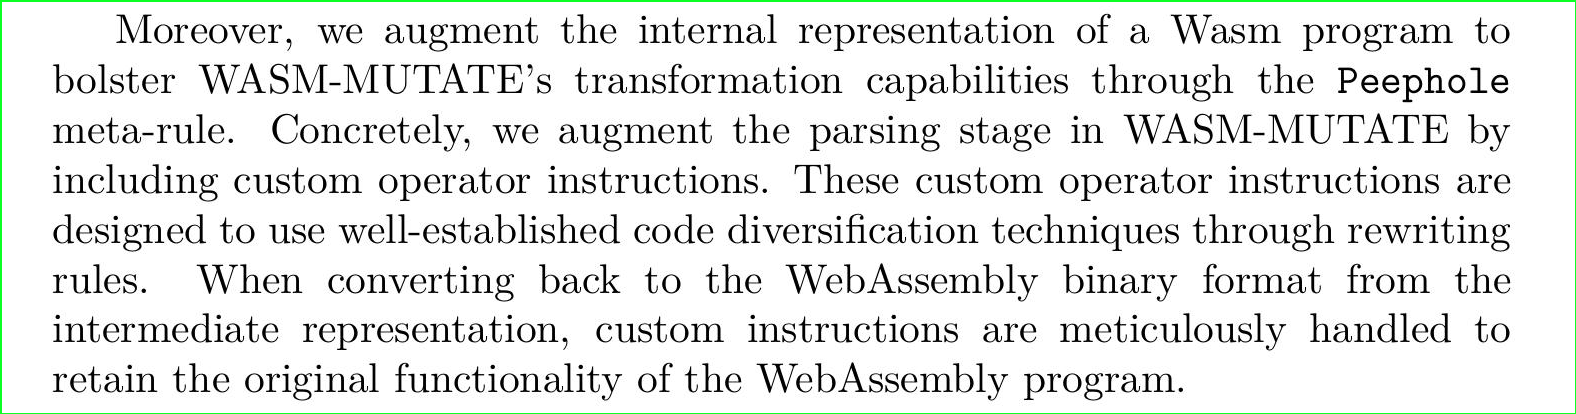 Moreover, we augment the internal representation of a Wasm program to
bolster WASM-MUTATE's transformation capabilities through the Peephole
meta-rule. Concretely, we augment the parsing stage in WASM-MUTATE by
including custom operator instructions. These custom operator instructions are
designed to use well-established code diversification techniques through rewriting
rules. When converting back to the WebAssembly binary format from the
intermediate representation, custom instructions are meticulously handled to
retain the original functionality of the WebAssembly program.